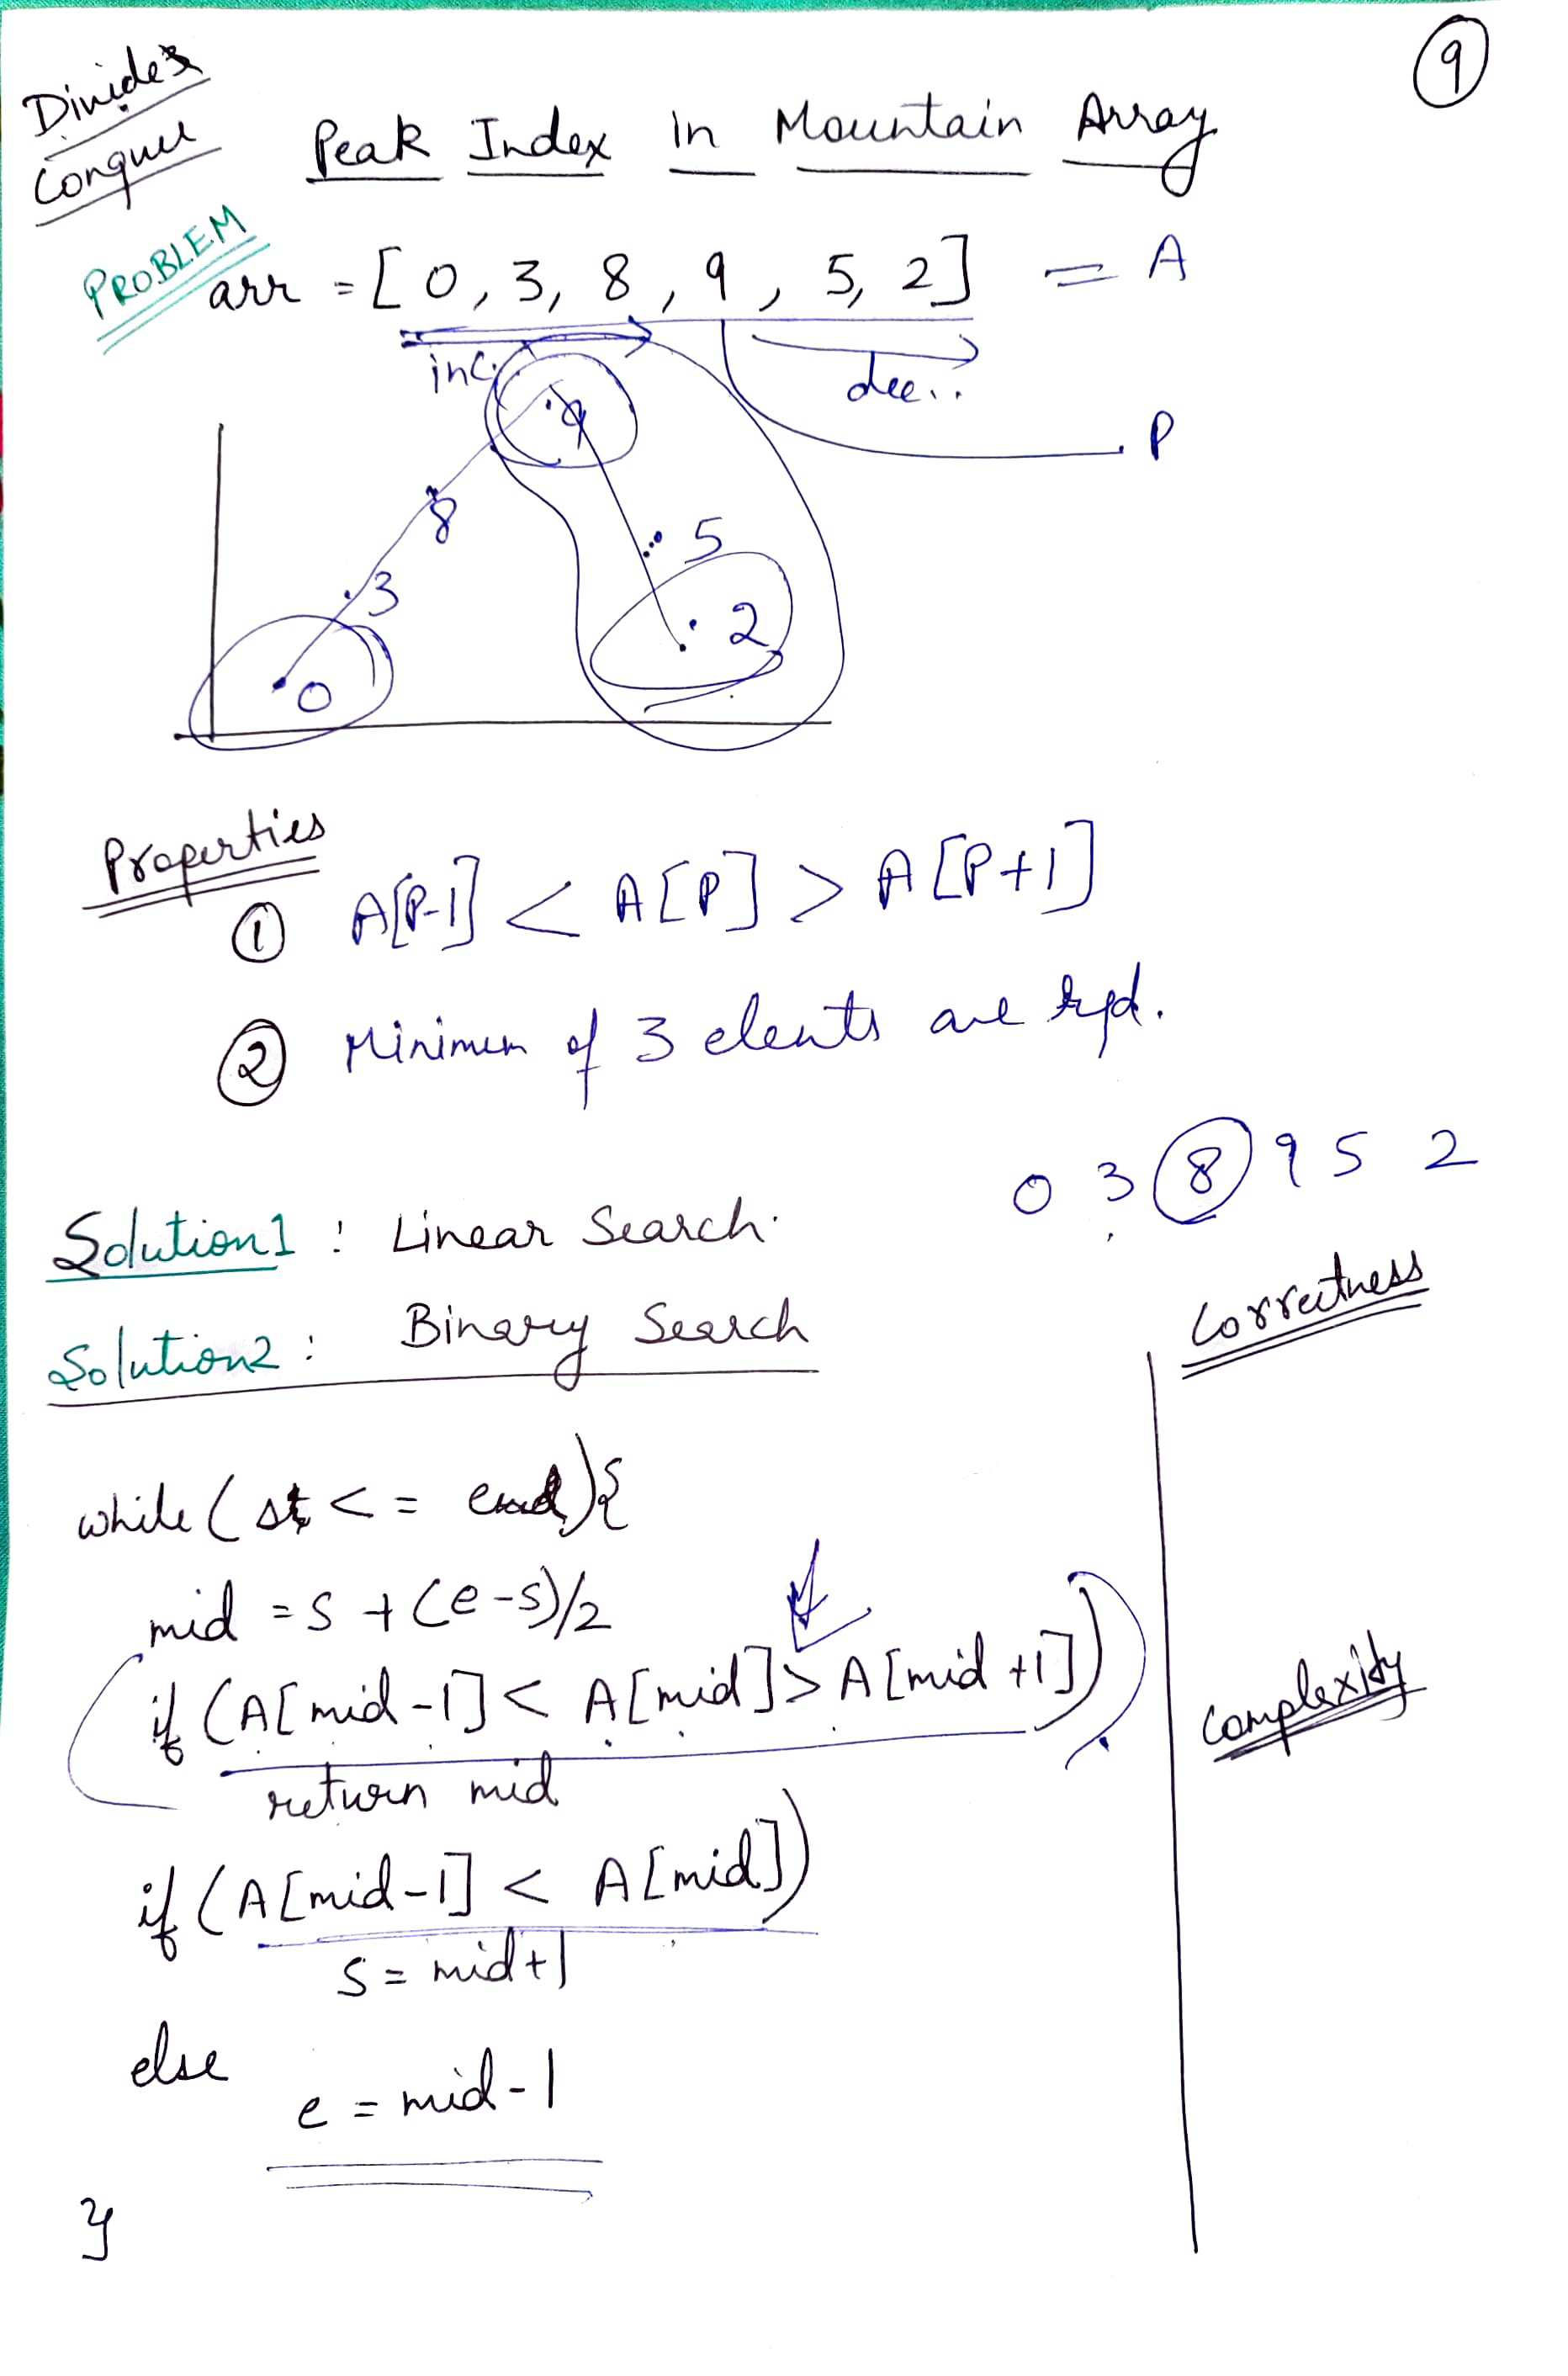 9
Divide &
Conquer
Peak Index in Mountain Array
PROBLEM
arr = [0, 3, 8, 9, 5, 2] = A
inc.
dec..
P
9
8
5
3
2
0
Properties
① A[P-1] < A[P] > A[P+1]
② Minimum of 3 elents are rqd.
0 3 8 9 5 2
Solution1 : Linear Search.
Solution2 : Binary Search
Correctness
while (st <= end){
mid = s + (e-s)/2
if (A[mid-1] < A[mid] > A[mid+1])
Complexity
return mid
if (A[mid-1] < A[mid])
s = mid+1
else
e = mid-1
}